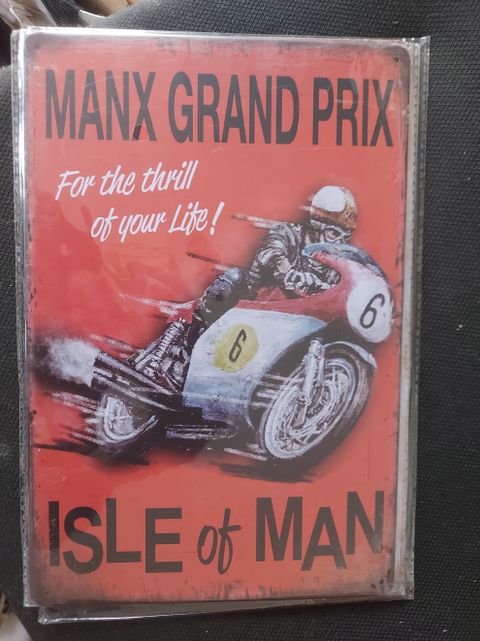 MANX GRAND PRIX
For the thrill
of your Life!
6
6
ISLE of MAN